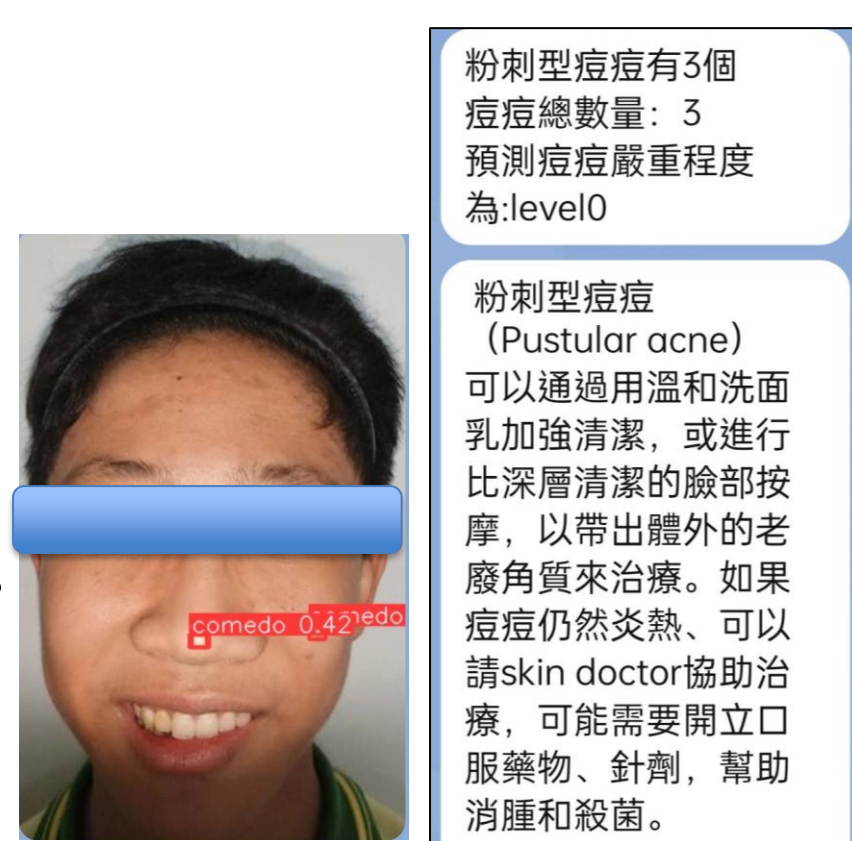 comedo 0.42
medo
粉刺型痘痘有3個
痘痘總數量：3
預測痘痘嚴重程度
為:level0
粉刺型痘痘
（Pustular acne）
可以通過用溫和洗面
乳加強清潔，或進行
比深層清潔的臉部按
摩，以帶出體外的老
廢角質來治療。如果
痘痘仍然炎熱、可以
請skin doctor協助治
療，可能需要開立口
服藥物、針劑，幫助
消腫和殺菌。